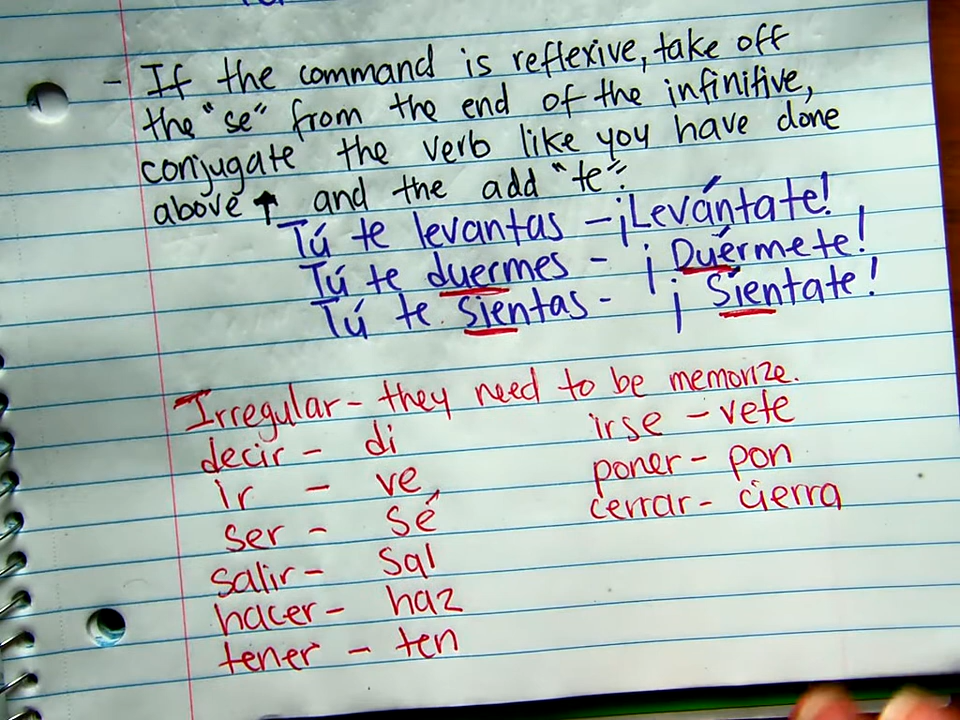 - If the command is reflexive, take off
the "se" from the end of the infinitive,
conjugate the verb like you have done
above ↑ and the add "te".
Tú te levantas - ¡Levántate!
Tú te duermes - ¡Duérmete!
Tú te sientas - ¡Síentate!
Irregular - they need to be memorize.
decir - di
ir - ve
ser - sé
salir - sal
hacer - haz
tener - ten
irse - vete
poner - pon
cerrar - cierra